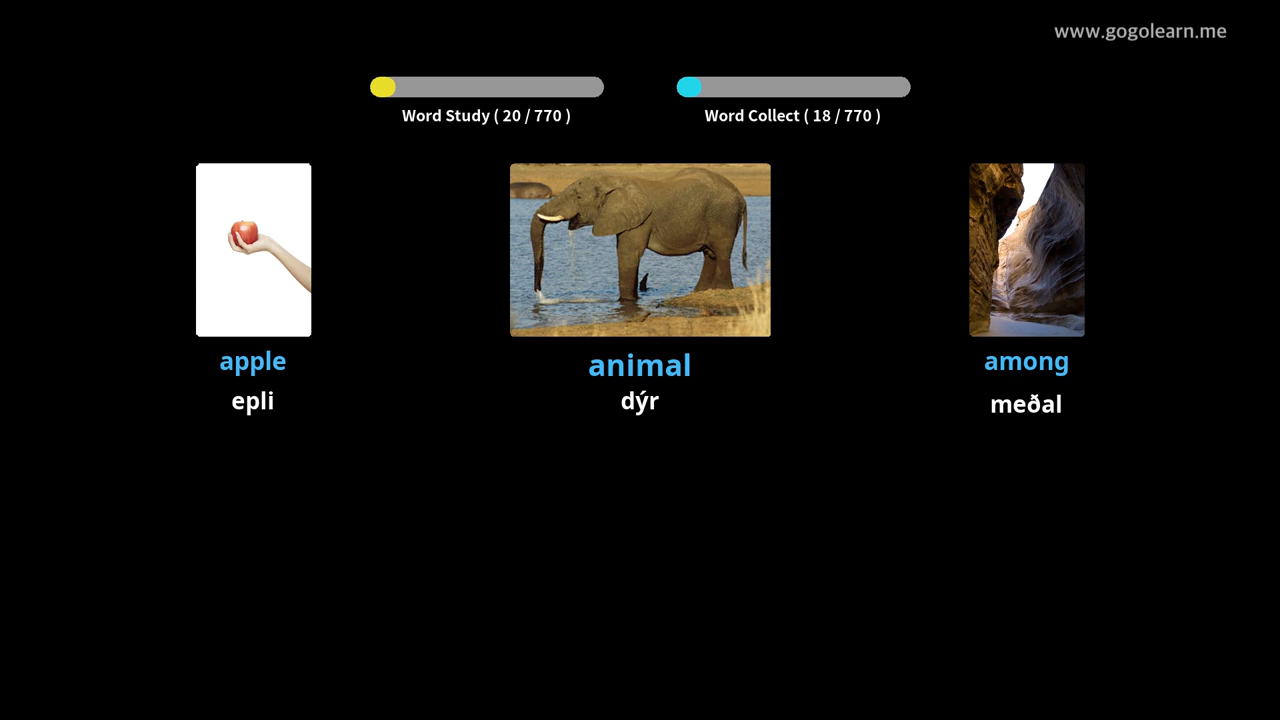 www.gogolearn.me
Word Study ( 20 / 770 )
Word Collect ( 18 / 770 )
apple
epli
animal
dýr
among
meðal